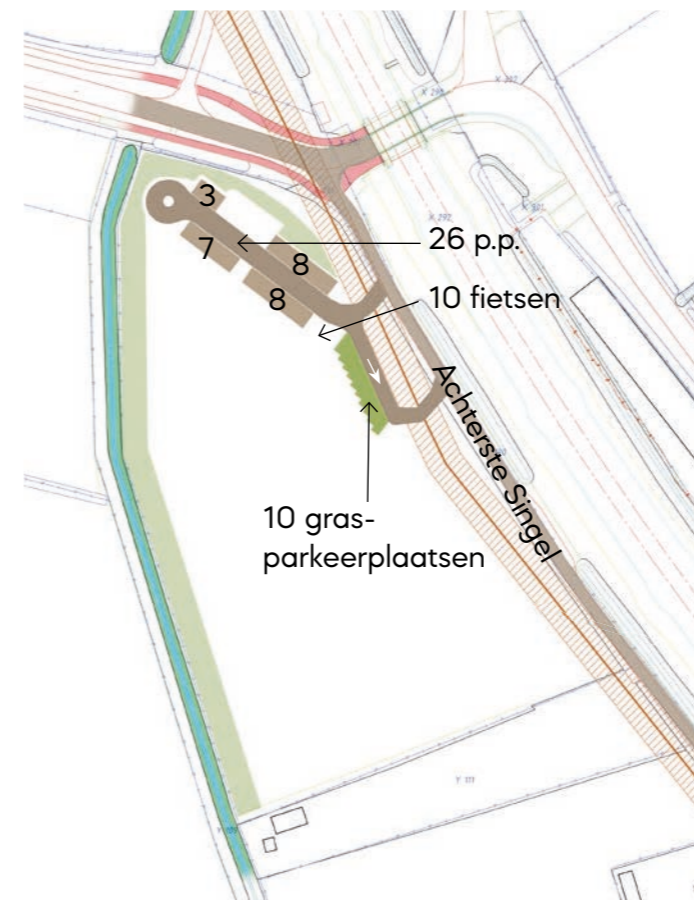 3
26 p.p.
7
8
10 fietsen
8
Achterste Singel
10 gras-
parkeerplaatsen